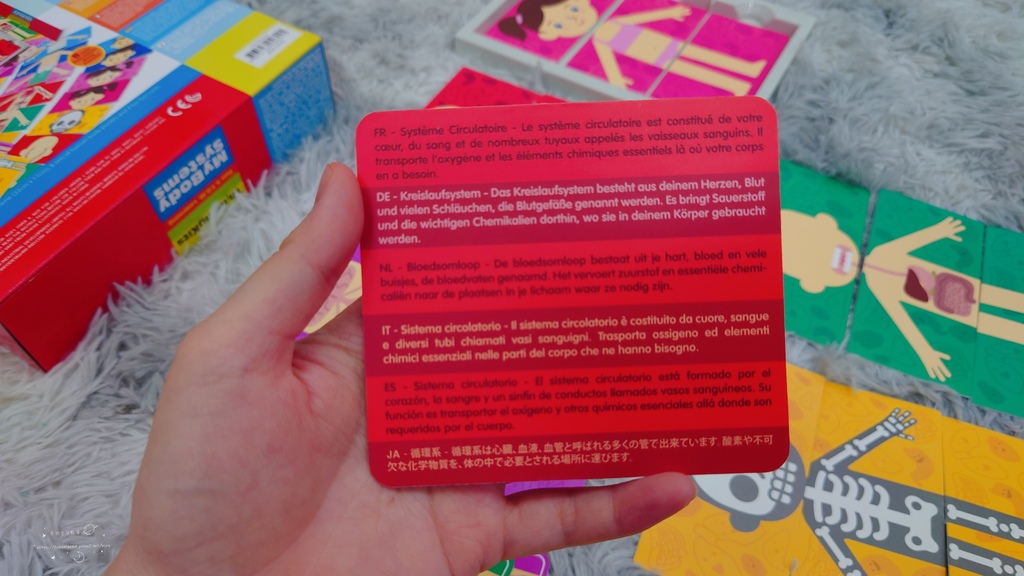 My Body
Systems
FR - Système Circulatoire - Le système circulatoire est constitué de votre
cœur, du sang et de nombreux tuyaux appelés les vaisseaux sanguins. Il
transporte l'oxygène et les éléments chimiques essentiels là où votre corps
en a besoin.
DE - Kreislaufsystem - Das Kreislaufsystem besteht aus deinem Herzen, Blut
und vielen Schläuchen, die Blutgefäße genannt werden. Es bringt Sauerstoff
und die wichtigen Chemikalien dorthin, wo sie in deinem Körper gebraucht
werden.
NL - Bloedsomloop - De bloedsomloop bestaat uit je hart, bloed en vele
buisjes, de bloedvaten genaamd. Het vervoert zuurstof en essentiële chemi-
caliën naar de plaatsen in je lichaam waar ze nodig zijn.
IT - Sistema circolatorio - Il sistema circolatorio è costituito da cuore, sangue
e diversi tubi chiamati vasi sanguigni. Trasporta ossigeno ed elementi
chimici essenziali nelle parti del corpo che ne hanno bisogno.
ES - Sistema circulatorio - El sistema circulatorio está formado por el
corazón, la sangre y un sinfín de conductos llamados vasos sanguíneos. Su
función es transportar el oxígeno y otros químicos esenciales allá donde son
requeridos por el cuerpo.
JA - 循環系 - 循環系は心臓、血液、血管と呼ばれる多くの管で出来ています。酸素や不可
欠な化学物質を、体の中で必要とされる場所に運びます。